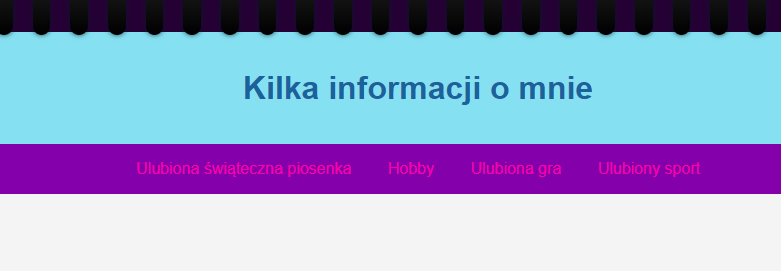 Kilka informacji o mnie
Ulubiona świąteczna piosenka Hobby Ulubiona gra Ulubiony sport